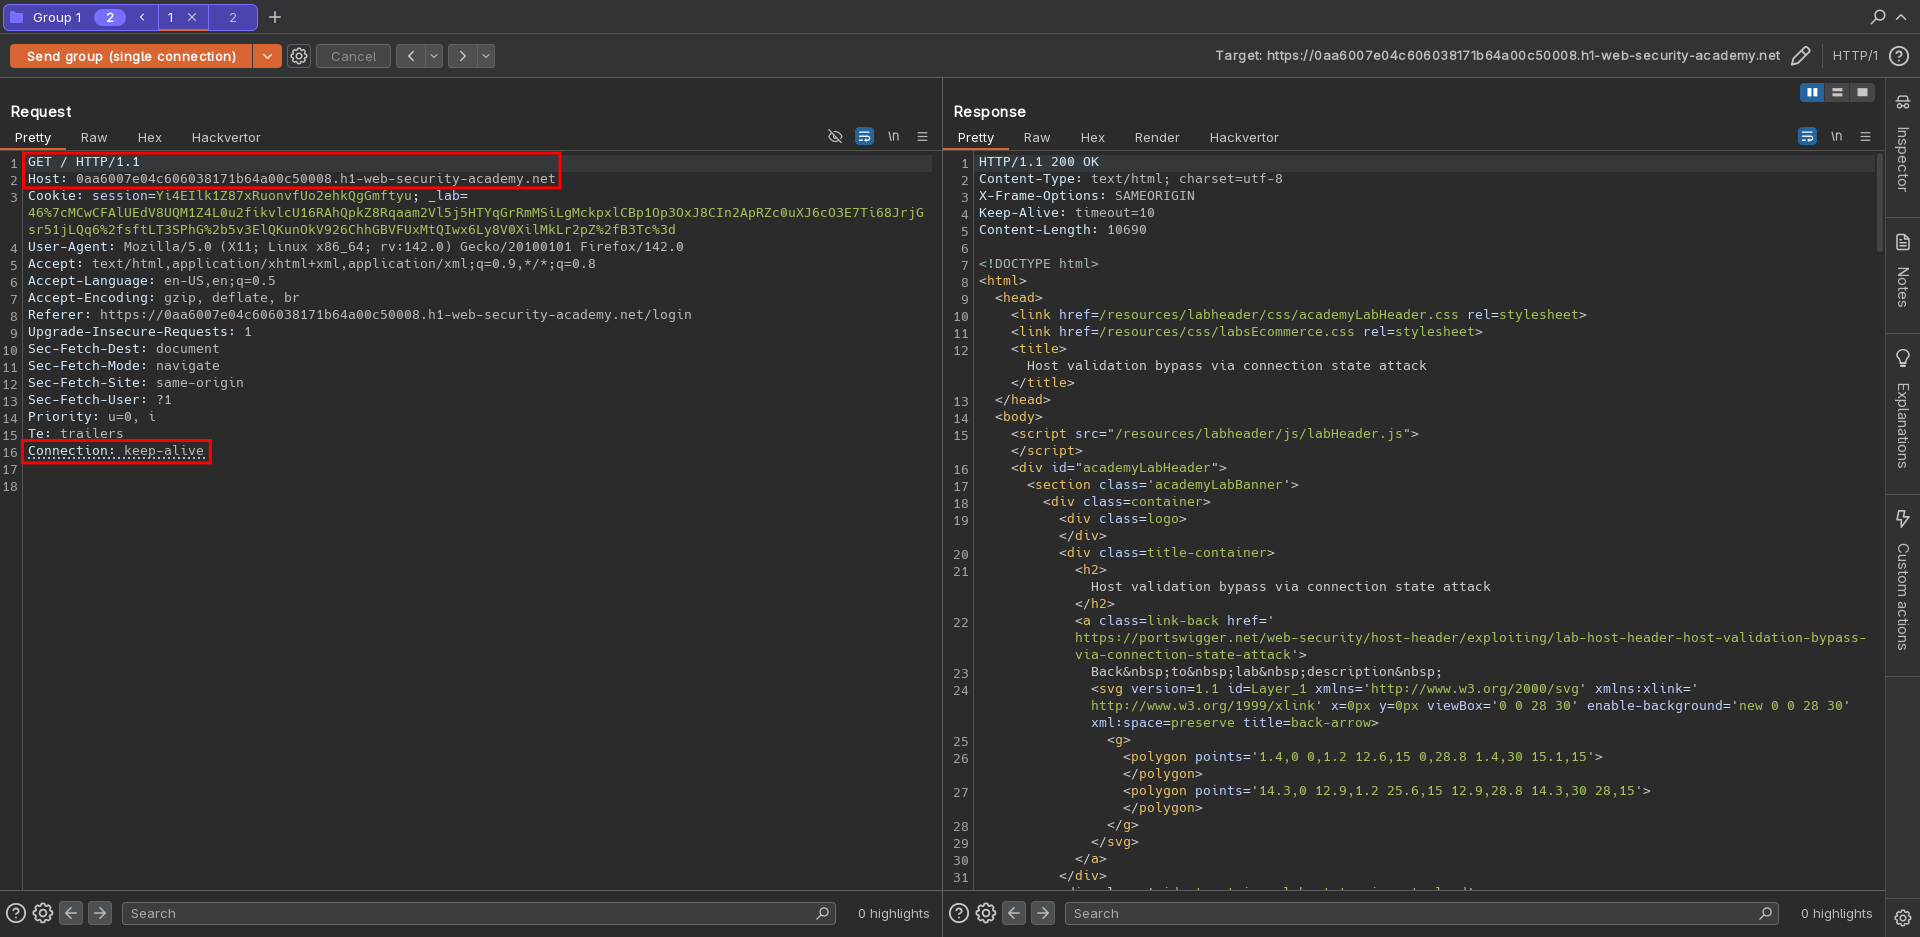 Group 1 2 1 2
Send group (single connection) Cancel Target: https://0aa6007e04c606038171b64a00c50008.h1-web-security-academy.net HTTP/1
Request
Pretty Raw Hex Hackvertor \n
1 GET / HTTP/1.1
2 Host: 0aa6007e04c606038171b64a00c50008.h1-web-security-academy.net
3 Cookie: session=Yi4EIlk1Z87xRuonvfUo2ehkQgGmftyu; _lab=
46%7cMCwCFAlUEdV8UQM1Z4L0u2fikvlcU16RAhQpkZ8Rqaam2Vl5j5HTYqGrRmMSiLgMckpxlCBp1Op3OxJ8CIn2ApRZc0uXJ6cO3E7Ti68JrjG
sr51jLQq6%2fsftLT3SPhG%2b5v3ElQKunOkV926ChhGBVFUxMtQIwx6Ly8V0XilMkLr2pZ%2fB3Tc%3d
4 User-Agent: Mozilla/5.0 (X11; Linux x86_64; rv:142.0) Gecko/20100101 Firefox/142.0
5 Accept: text/html,application/xhtml+xml,application/xml;q=0.9,*/*;q=0.8
6 Accept-Language: en-US,en;q=0.5
7 Accept-Encoding: gzip, deflate, br
8 Referer: https://0aa6007e04c606038171b64a00c50008.h1-web-security-academy.net/login
9 Upgrade-Insecure-Requests: 1
10 Sec-Fetch-Dest: document
11 Sec-Fetch-Mode: navigate
12 Sec-Fetch-Site: same-origin
13 Sec-Fetch-User: ?1
14 Priority: u=0, i
15 Te: trailers
16 Connection: keep-alive
17
18
Search 0 highlights
Response
Pretty Raw Hex Render Hackvertor \n
1 HTTP/1.1 200 OK
2 Content-Type: text/html; charset=utf-8
3 X-Frame-Options: SAMEORIGIN
4 Keep-Alive: timeout=10
5 Content-Length: 10690
6
7 <!DOCTYPE html>
8 <html>
9 <head>
10 <link href=/resources/labheader/css/academyLabHeader.css rel=stylesheet>
11 <link href=/resources/css/labsEcommerce.css rel=stylesheet>
12 <title>
Host validation bypass via connection state attack
</title>
13 </head>
14 <body>
15 <script src="/resources/labheader/js/labHeader.js">
</script>
16 <div id="academyLabHeader">
17 <section class='academyLabBanner'>
18 <div class=container>
19 <div class=logo>
</div>
20 <div class=title-container>
21 <h2>
Host validation bypass via connection state attack
</h2>
22 <a class=link-back href='
https://portswigger.net/web-security/host-header/exploiting/lab-host-header-host-validation-bypass-
via-connection-state-attack'>
23 Back&nbsp;to&nbsp;lab&nbsp;description&nbsp;
24 <svg version=1.1 id=Layer_1 xmlns='http://www.w3.org/2000/svg' xmlns:xlink='
http://www.w3.org/1999/xlink' x=0px y=0px viewBox='0 0 28 30' enable-background='new 0 0 28 30'
xml:space=preserve title=back-arrow>
25 <g>
26 <polygon points='1.4,0 0,1.2 12.6,15 0,28.8 1.4,30 15.1,15'>
</polygon>
27 <polygon points='14.3,0 12.9,1.2 25.6,15 12.9,28.8 14.3,30 28,15'>
</polygon>
28 </g>
29 </svg>
30 </a>
31 </div>
Search 0 highlights
Inspector
Notes
Explanations
Custom actions